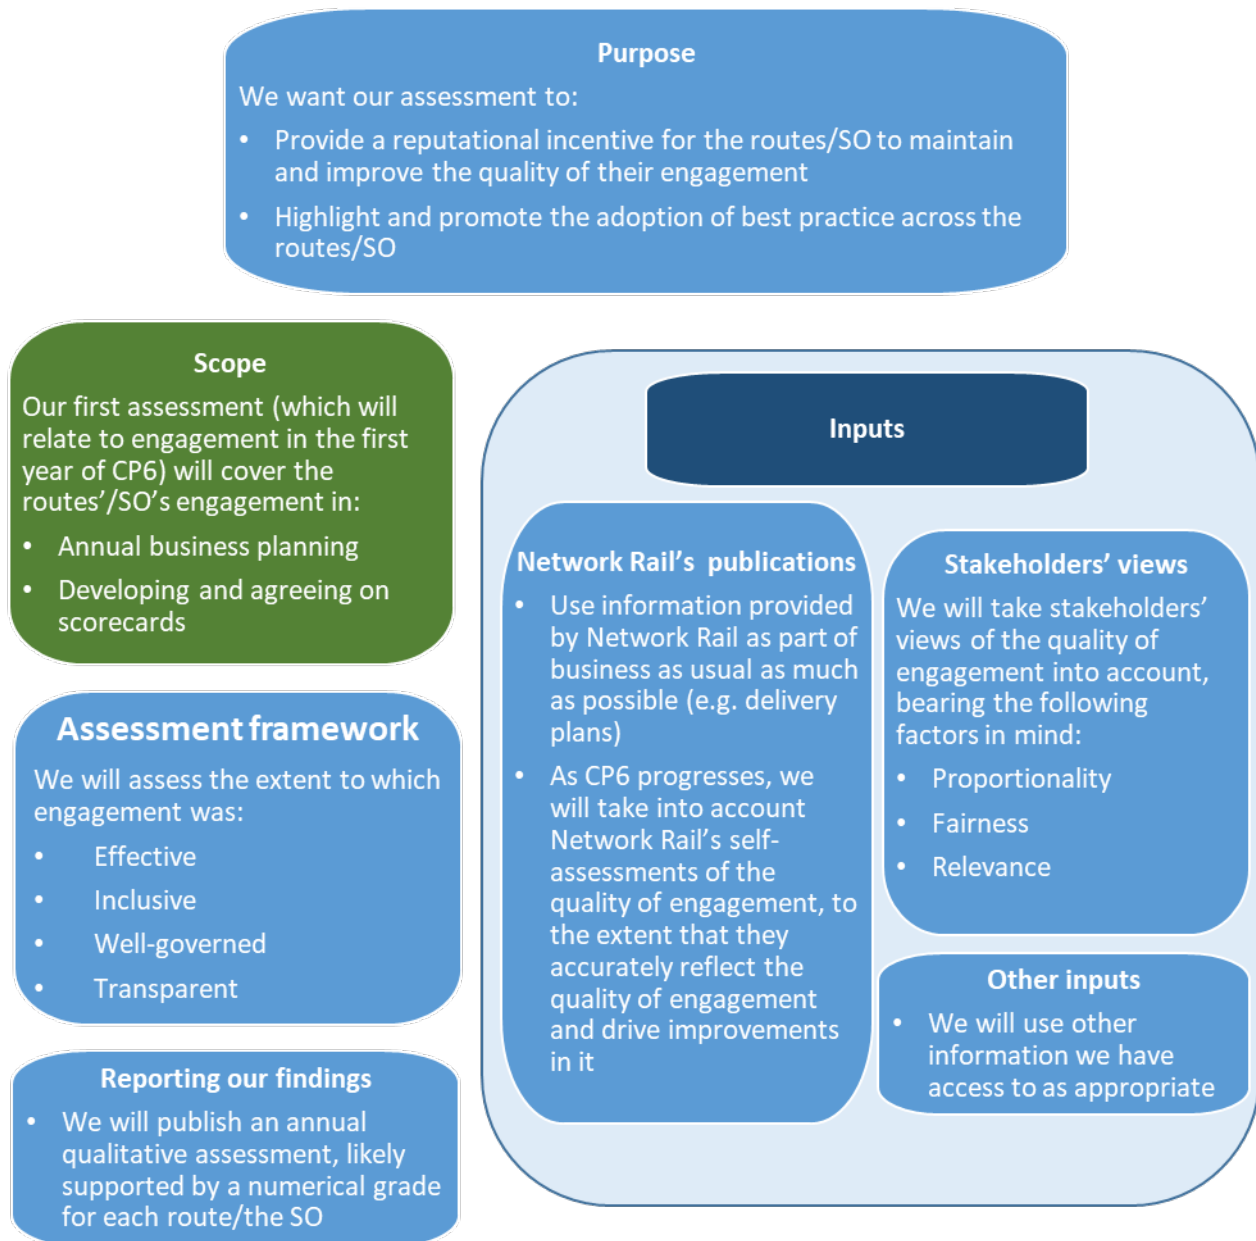 Purpose
We want our assessment to:
• Provide a reputational incentive for the routes/SO to maintain
and improve the quality of their engagement
• Highlight and promote the adoption of best practice across the
routes/SO
Scope
Our first assessment (which will
relate to engagement in the first
year of CP6) will cover the
routes’/SO’s engagement in:
• Annual business planning
• Developing and agreeing on
scorecards
Assessment framework
We will assess the extent to which
engagement was:
• Effective
• Inclusive
• Well-governed
• Transparent
Reporting our findings
• We will publish an annual
qualitative assessment, likely
supported by a numerical grade
for each route/the SO
Inputs
Network Rail’s publications
• Use information provided
by Network Rail as part of
business as usual as much
as possible (e.g. delivery
plans)
• As CP6 progresses, we
will take into account
Network Rail’s self-
assessments of the
quality of engagement, to
the extent that they
accurately reflect the
quality of engagement
and drive improvements
in it
Stakeholders’ views
We will take stakeholders’
views of the quality of
engagement into account,
bearing the following
factors in mind:
• Proportionality
• Fairness
• Relevance
Other inputs
• We will use other
information we have
access to as appropriate